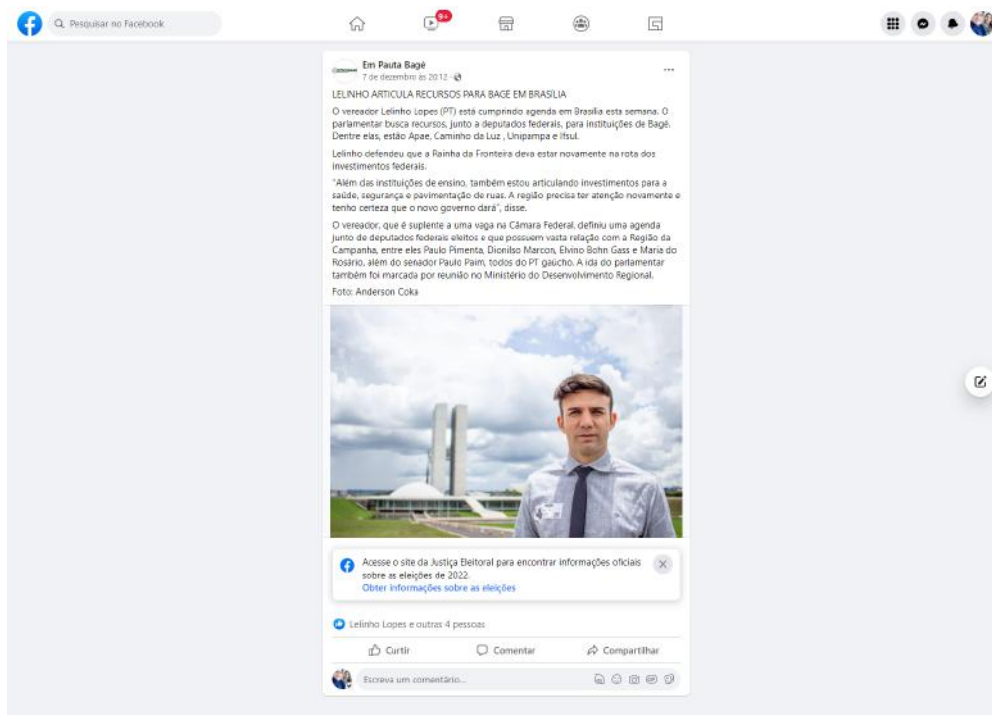 Pesquisar no Facebook
9+
Em Pauta Bagé
7 de dezembro às 20:12
LELINHO ARTICULA RECURSOS PARA BAGÉ EM BRASÍLIA
O vereador Lelinho Lopes (PT) está cumprindo agenda em Brasília esta semana. O
parlamentar busca recursos, junto a deputados federais, para instituições de Bagé.
Dentre elas, estão Apae, Caminho da Luz , Unipampa e Ifsul.
Lelinho defendeu que a Rainha da Fronteira deva estar novamente na rota dos
investimentos federais.
"Além das instituições de ensino, também estou articulando investimentos para a
saúde, segurança e pavimentação de ruas. A região precisa ter atenção novamente e
tenho certeza que o novo governo dará", disse.
O vereador, que é suplente a uma vaga na Câmara Federal, definiu uma agenda
junto de deputados federais eleitos e que possuem vasta relação com a Região da
Campanha, entre eles Paulo Pimenta, Dionilso Marcon, Elvino Bohn Gass e Maria do
Rosário, além do senador Paulo Paim, todos do PT gaúcho. A ida do parlamentar
também foi marcada por reunião no Ministério do Desenvolvimento Regional.
Foto: Anderson Coka
Acesse o site da Justiça Eleitoral para encontrar informações oficiais
sobre as eleições de 2022.
Obter informações sobre as eleições
Lelinho Lopes e outras 4 pessoas
Curtir
Comentar
Compartilhar
Escreva um comentário...
GIF